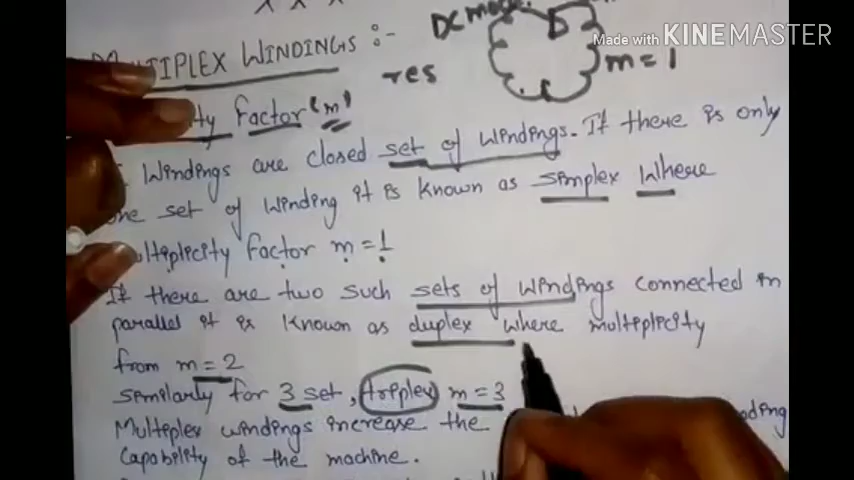 DC
Made with KINEMASTER
MULTIPLEX WINDINGS :-
res
D
m = 1
Factor 'm'
Windings are closed set of windings. If there is only
one set of winding it is known as simplex where
multiplicity factor m = 1
If there are two such sets of windings connected in
parallel it is known as duplex where multiplicity
from m = 2
Similarly for 3 set, triplex m = 3
Multiplex windings increase the
capability of the machine.